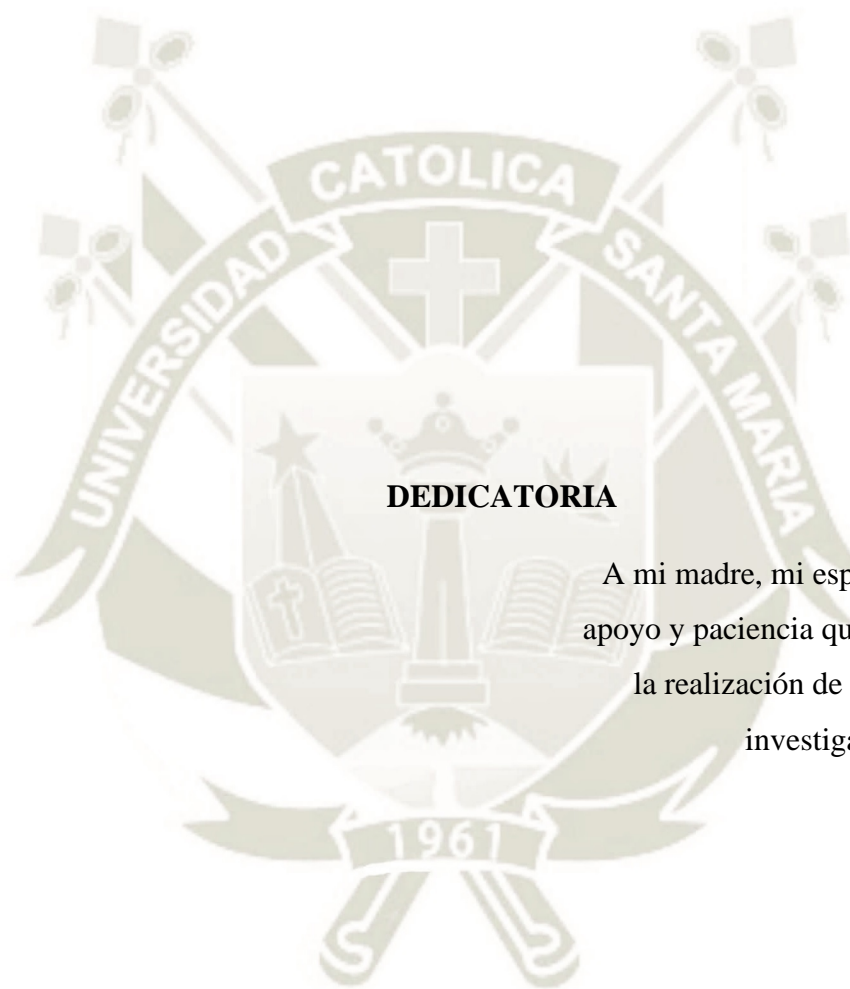 CATOLICA
UNIVERSIDAD
SANTA MARIA
DEDICATORIA
A mi madre, mi esp
apoyo y paciencia qu
la realización de
investiga
1961